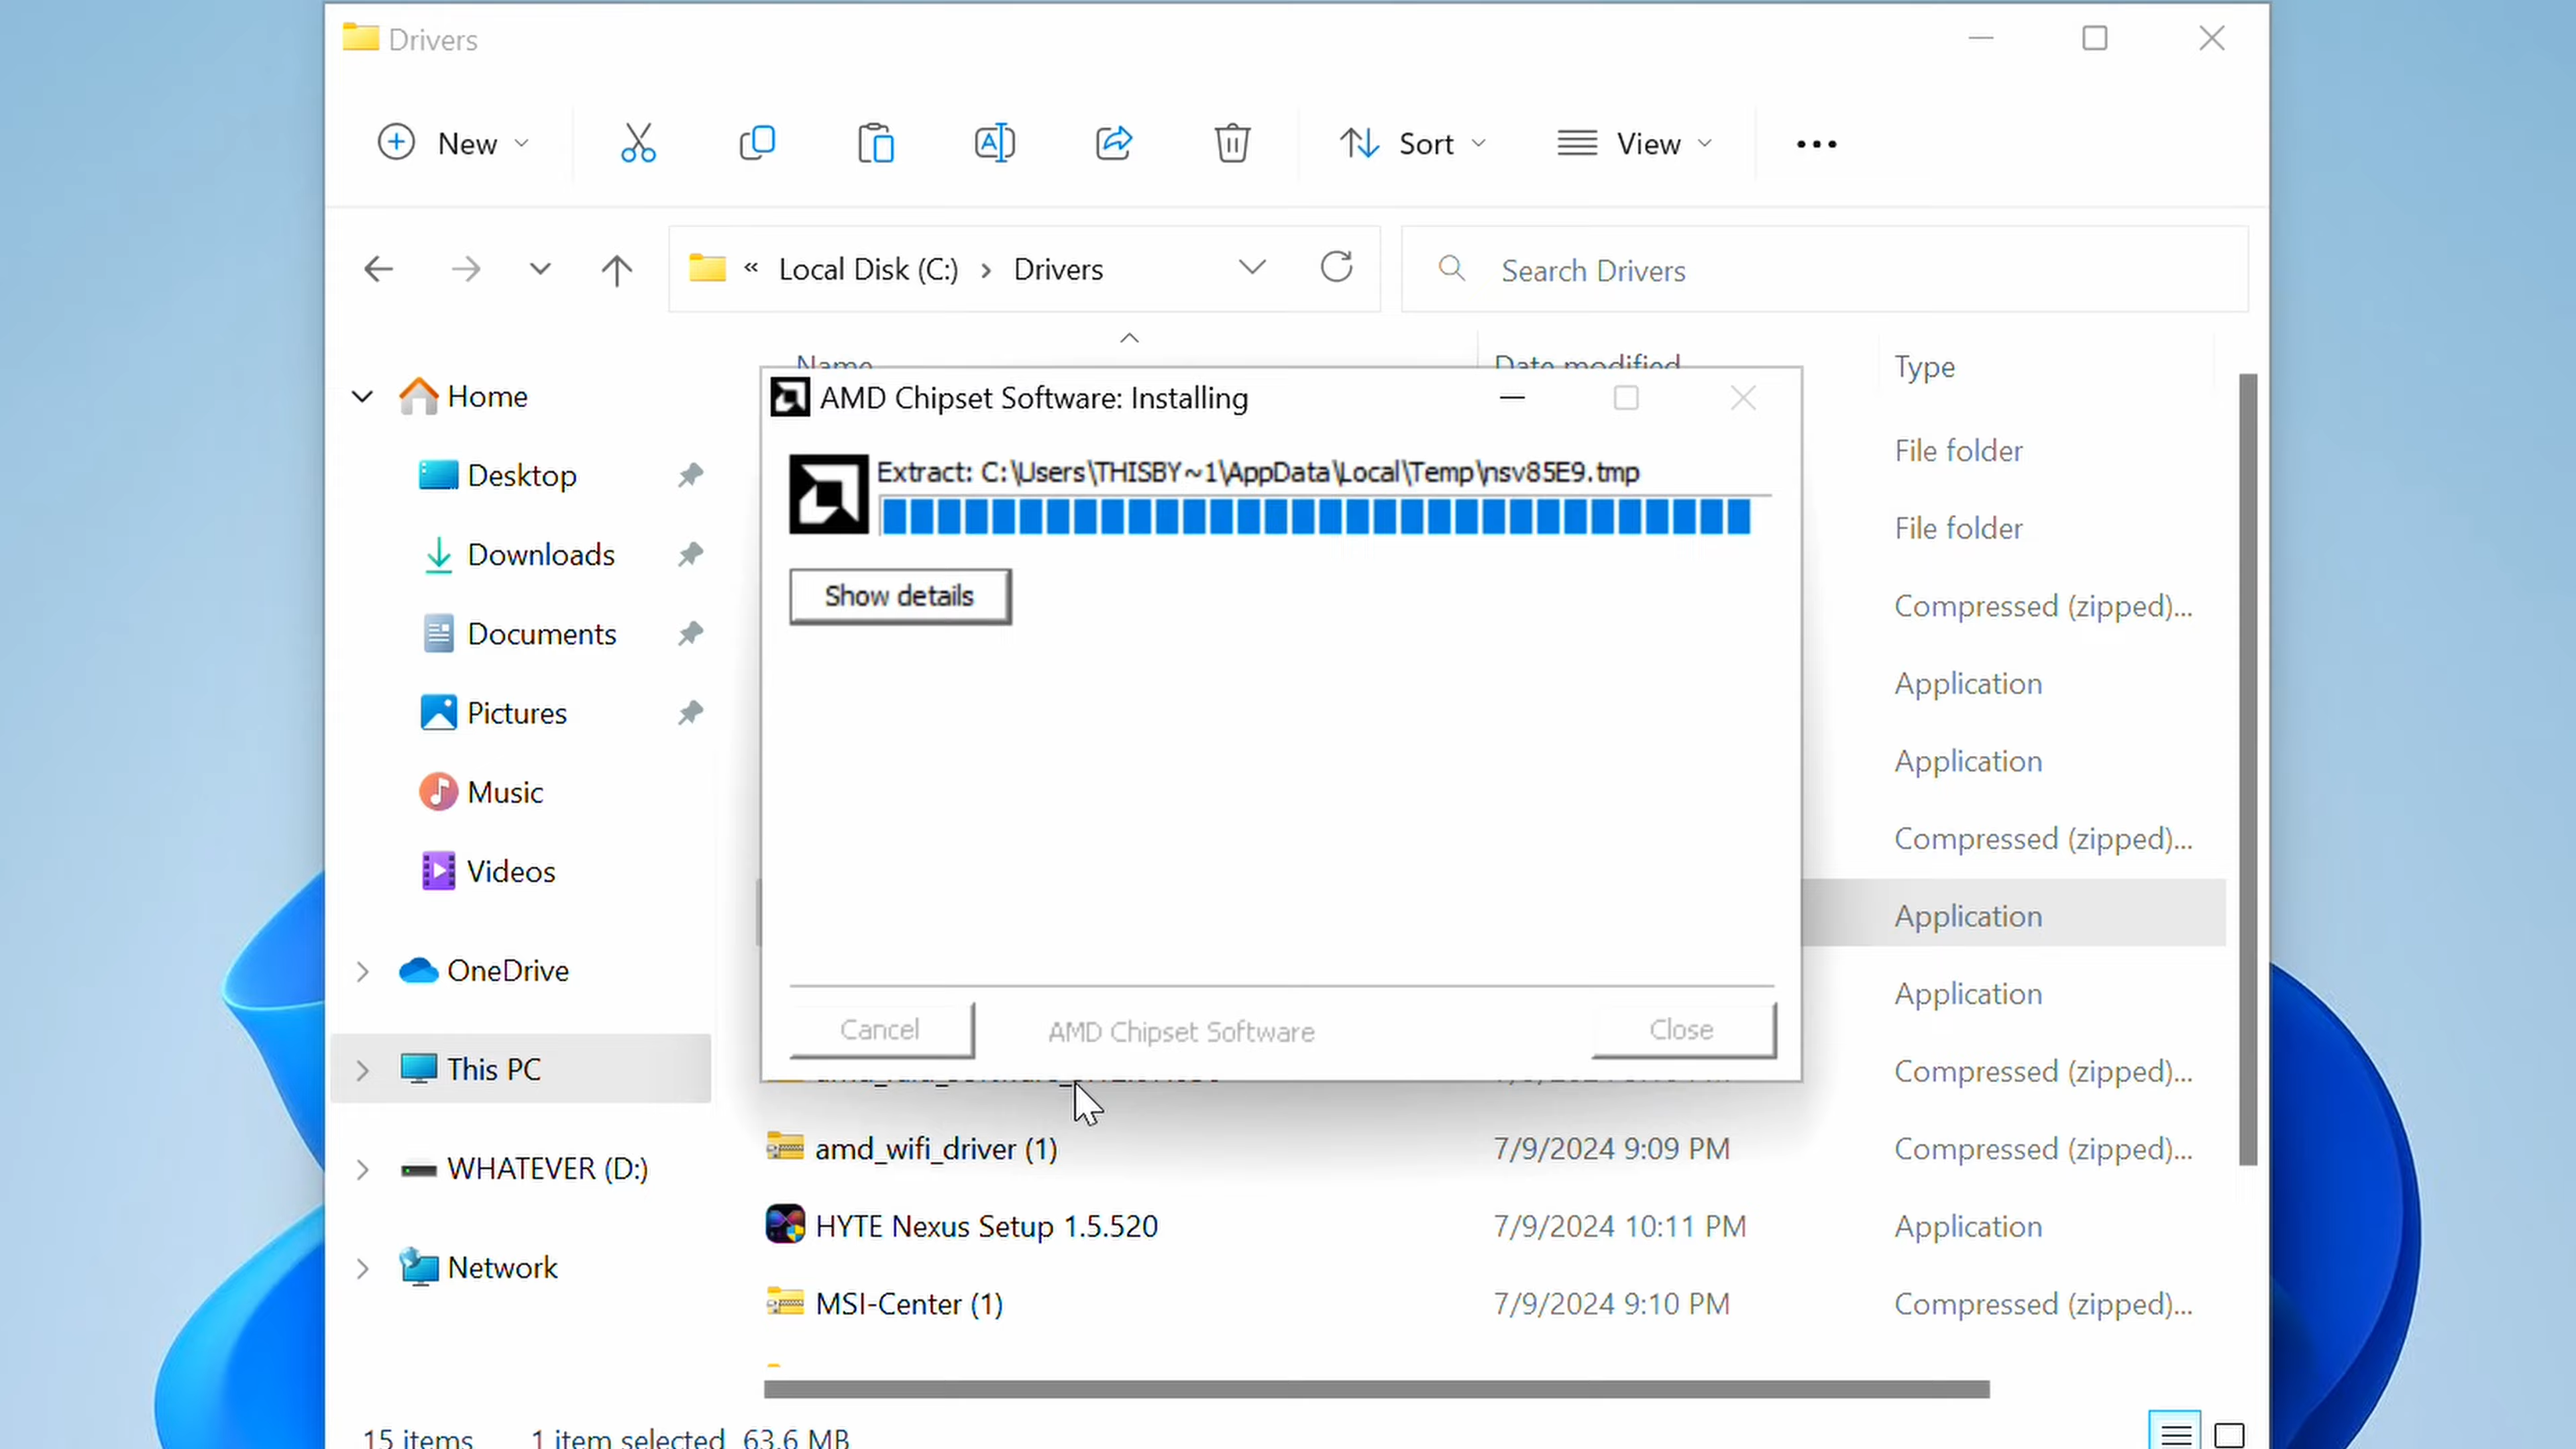 Drivers
New
Sort
View
« Local Disk (C:) › Drivers
Search Drivers
Name
Date modified
Type
Home
Desktop
Downloads
Documents
Pictures
Music
Videos
OneDrive
This PC
WHATEVER (D:)
Network
AMD Chipset Software: Installing
Extract: C:\Users\THISBY~1\AppData\Local\Temp\nsv85E9.tmp
Show details
Cancel
AMD Chipset Software
Close
File folder
File folder
Compressed (zipped)...
Application
Application
Compressed (zipped)...
Application
Application
Compressed (zipped)...
amd_wifi_driver (1) 7/9/2024 9:09 PM Compressed (zipped)...
HYTE Nexus Setup 1.5.520 7/9/2024 10:11 PM Application
MSI-Center (1) 7/9/2024 9:10 PM Compressed (zipped)...
15 items 1 item selected 63.6 MB